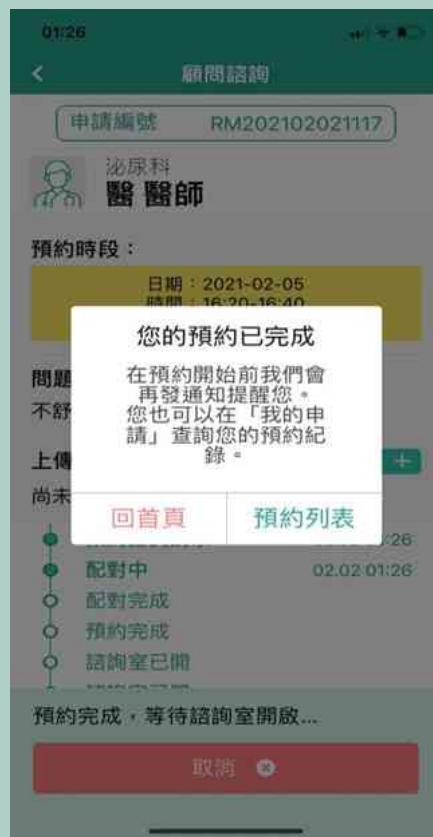 01:26
顧問諮詢
申請編號 RM202102021117
泌尿科
醫 醫師
預約時段：
日期：2021-02-05
時間：16:20-16:40
您的預約已完成
在預約開始前我們會
再發通知提醒您。
您也可以在「我的申
請」查詢您的預約紀
錄。
問題
不舒
上傳
尚未
回首頁 預約列表
配對中 02.02 01:26
配對完成
預約完成
諮詢室已開
預約完成，等待諮詢室開啟...
取消